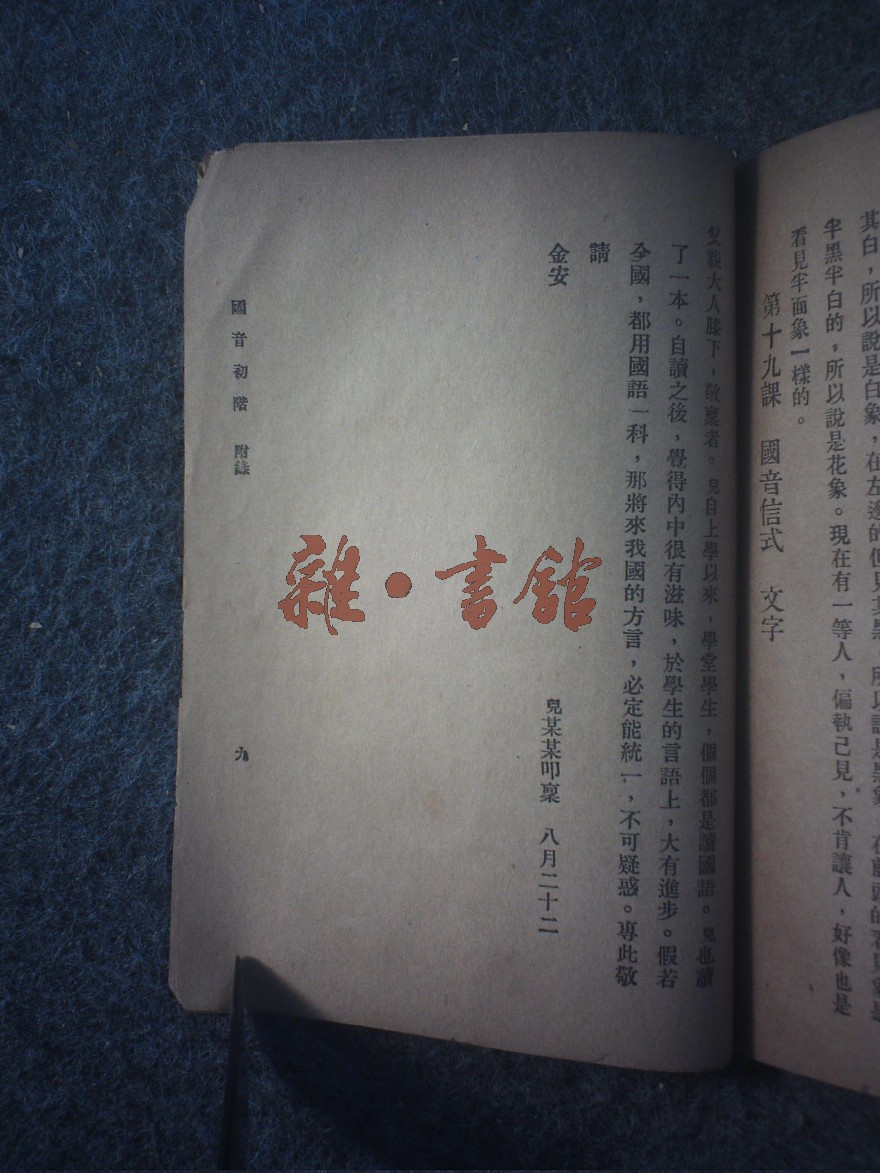 其白，所以說是白象，在左邊的但見其黑，所以說是黑象，在前頭的看見象是
半黑半白的，所以說是花象。現在有一等人，偏執己見，不肯讓人，好像也是
看見半面象一樣的。
第十九課　國音信式　文字
父親大人膝下，敬稟者。兒自上學以來，學堂學生，個個都是讀國語。兒也讀
了一本。自讀之後，覺得內中很有滋味，於學生的言語上，大有進步。假若
全國，都用國語一科，那將來我國的方言，必定能統一，不可疑惑。專此敬
請
金安
兒某某叩稟　八月二十二
國音初階　附錄
九
雜·書館